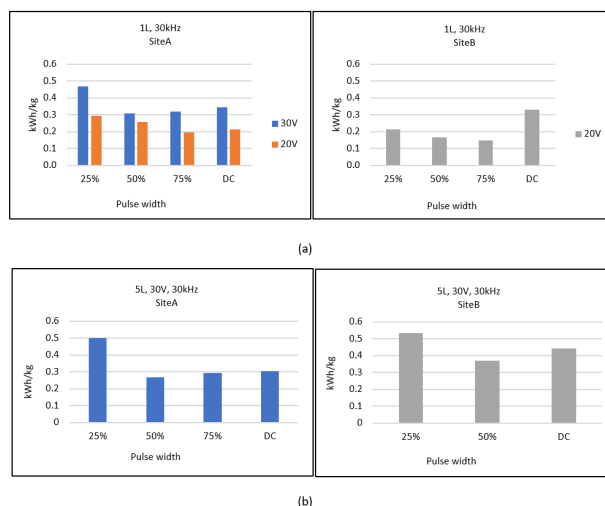 1L, 30kHz
SiteA
0.6
0.5
0.4
0.3
0.2
0.1
0.0
kWh/kg
25% 50% 75% DC
Pulse width
30V
20V
1L, 30kHz
SiteB
0.6
0.5
0.4
0.3
0.2
0.1
0.0
kWh/kg
25% 50% 75% DC
Pulse width
20V
(a)
5L, 30V, 30kHz
SiteA
0.6
0.5
0.4
0.3
0.2
0.1
0
kWh/kg
25% 50% 75% DC
Pulse width
5L, 30V, 30kHz
SiteB
0.6
0.5
0.4
0.3
0.2
0.1
0
kWh/kg
25% 50% DC
Pulse width
(b)